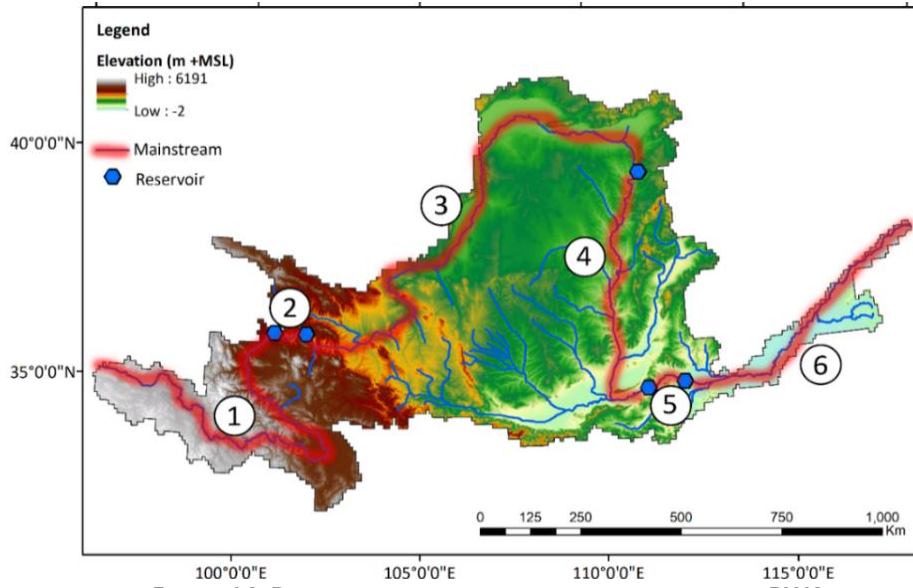 Legend
Elevation (m +MSL)
High : 6191
Low : -2
Mainstream
Reservoir
40°0'0"N
35°0'0"N
1
2
3
4
5
6
0 125 250 500 750 1,000
Km
100°0'0"E 105°0'0"E 110°0'0"E 115°0'0"E